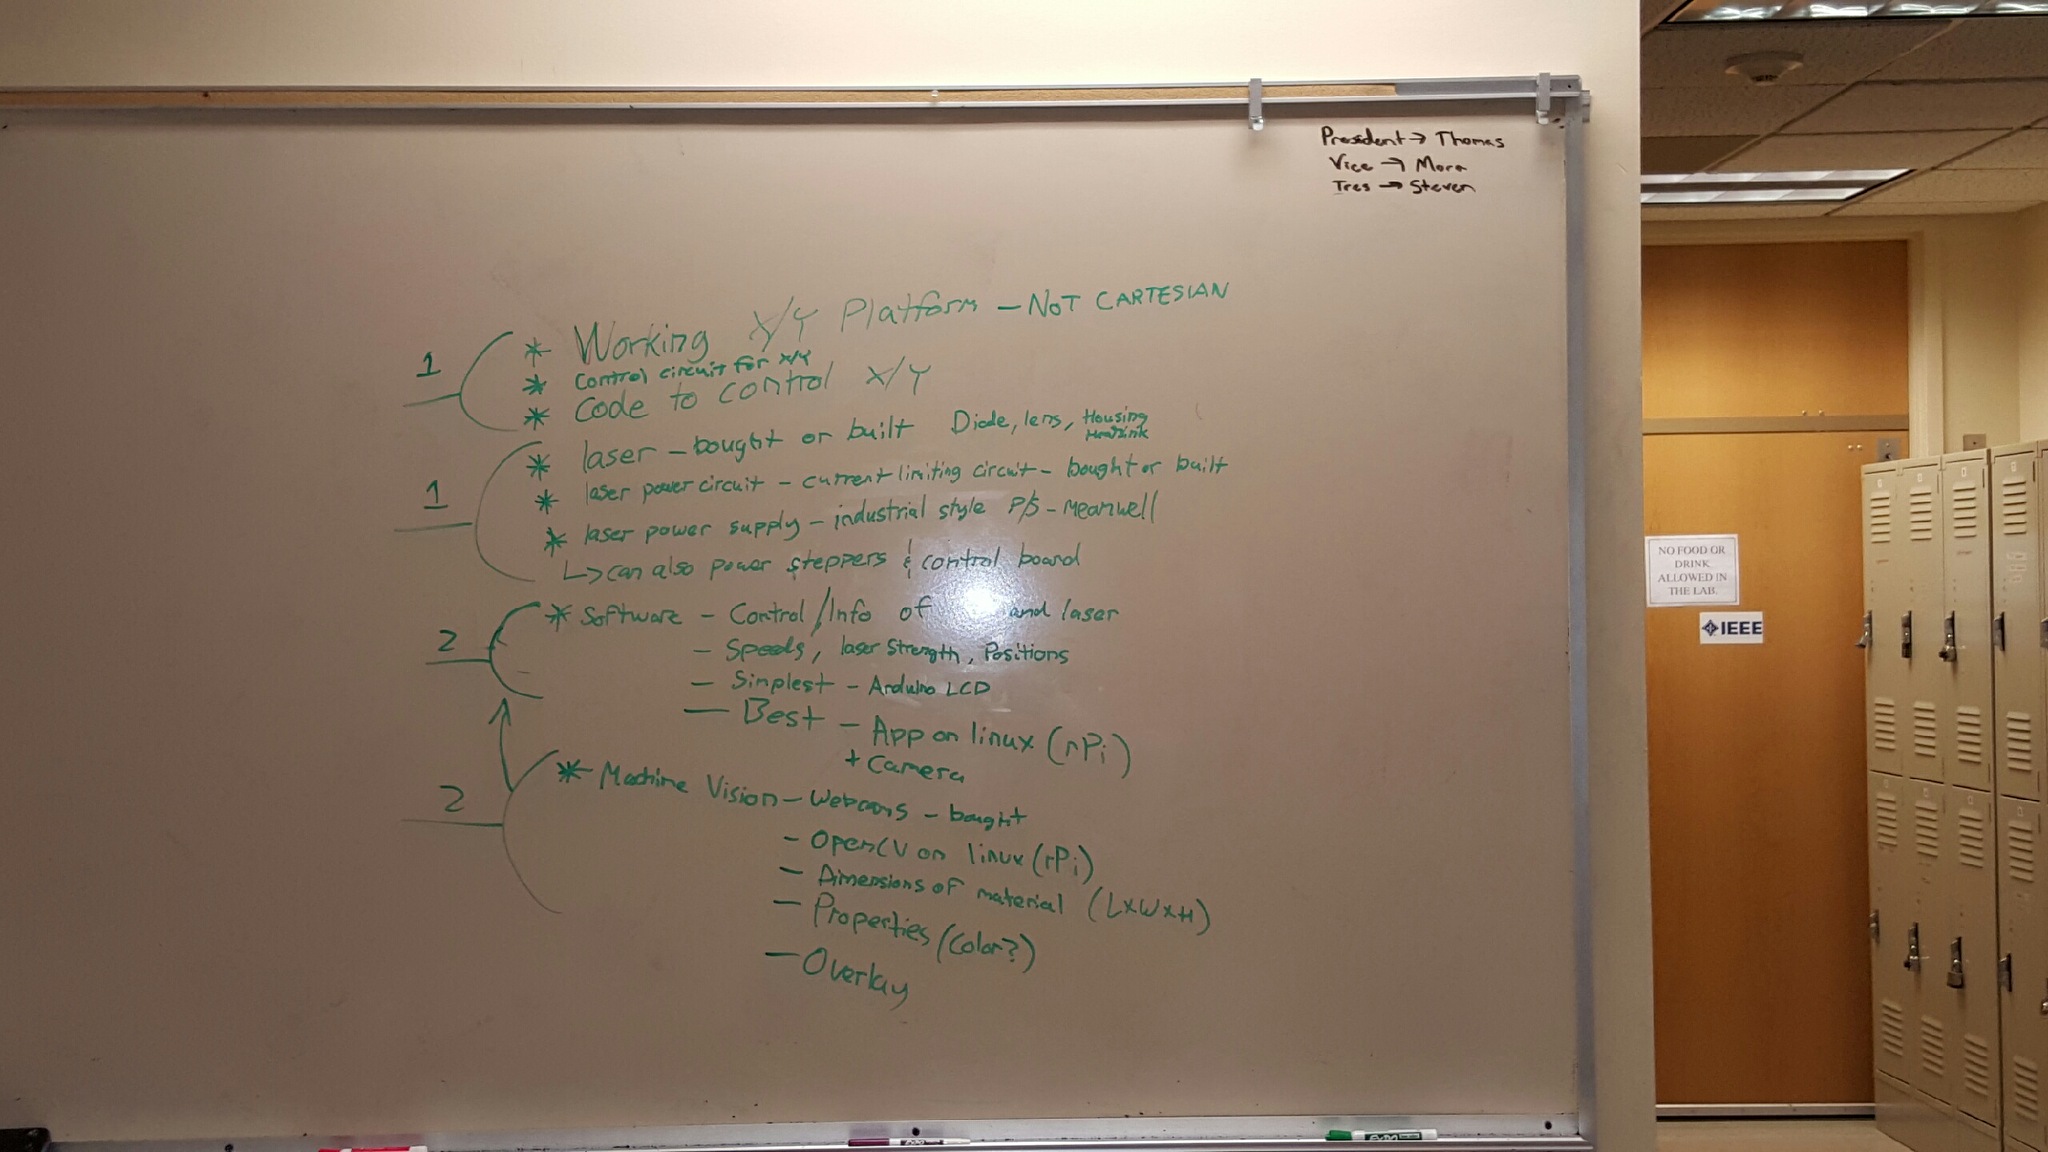 President → Thomas
Vice → Mora
Tres → Steven
1
* Working X/Y Platform - NOT CARTESIAN
* Control circuit for X/Y
* Code to control X/Y
1
* laser - bought or built Diode, lens, Housing
Heatsink
* laser power circuit - current limiting circuit - bought or built
* laser power supply - industrial style P/S - meanwell
↳ can also power steppers & control board
2
* Software - Control/Info of and laser
- Speeds, laser strength, Positions
- Simplest - Arduino LCD
- Best - App on linux (rPi)
+ Camera
2
* Machine Vision - Webcams - bought
- OpenCV on linux (rPi)
- Dimensions of material (LxWxH)
- Properties (Color?)
- Overlay
NO FOOD OR
DRINK
ALLOWED IN
THE LAB.
IEEE
EXPO
EXPO